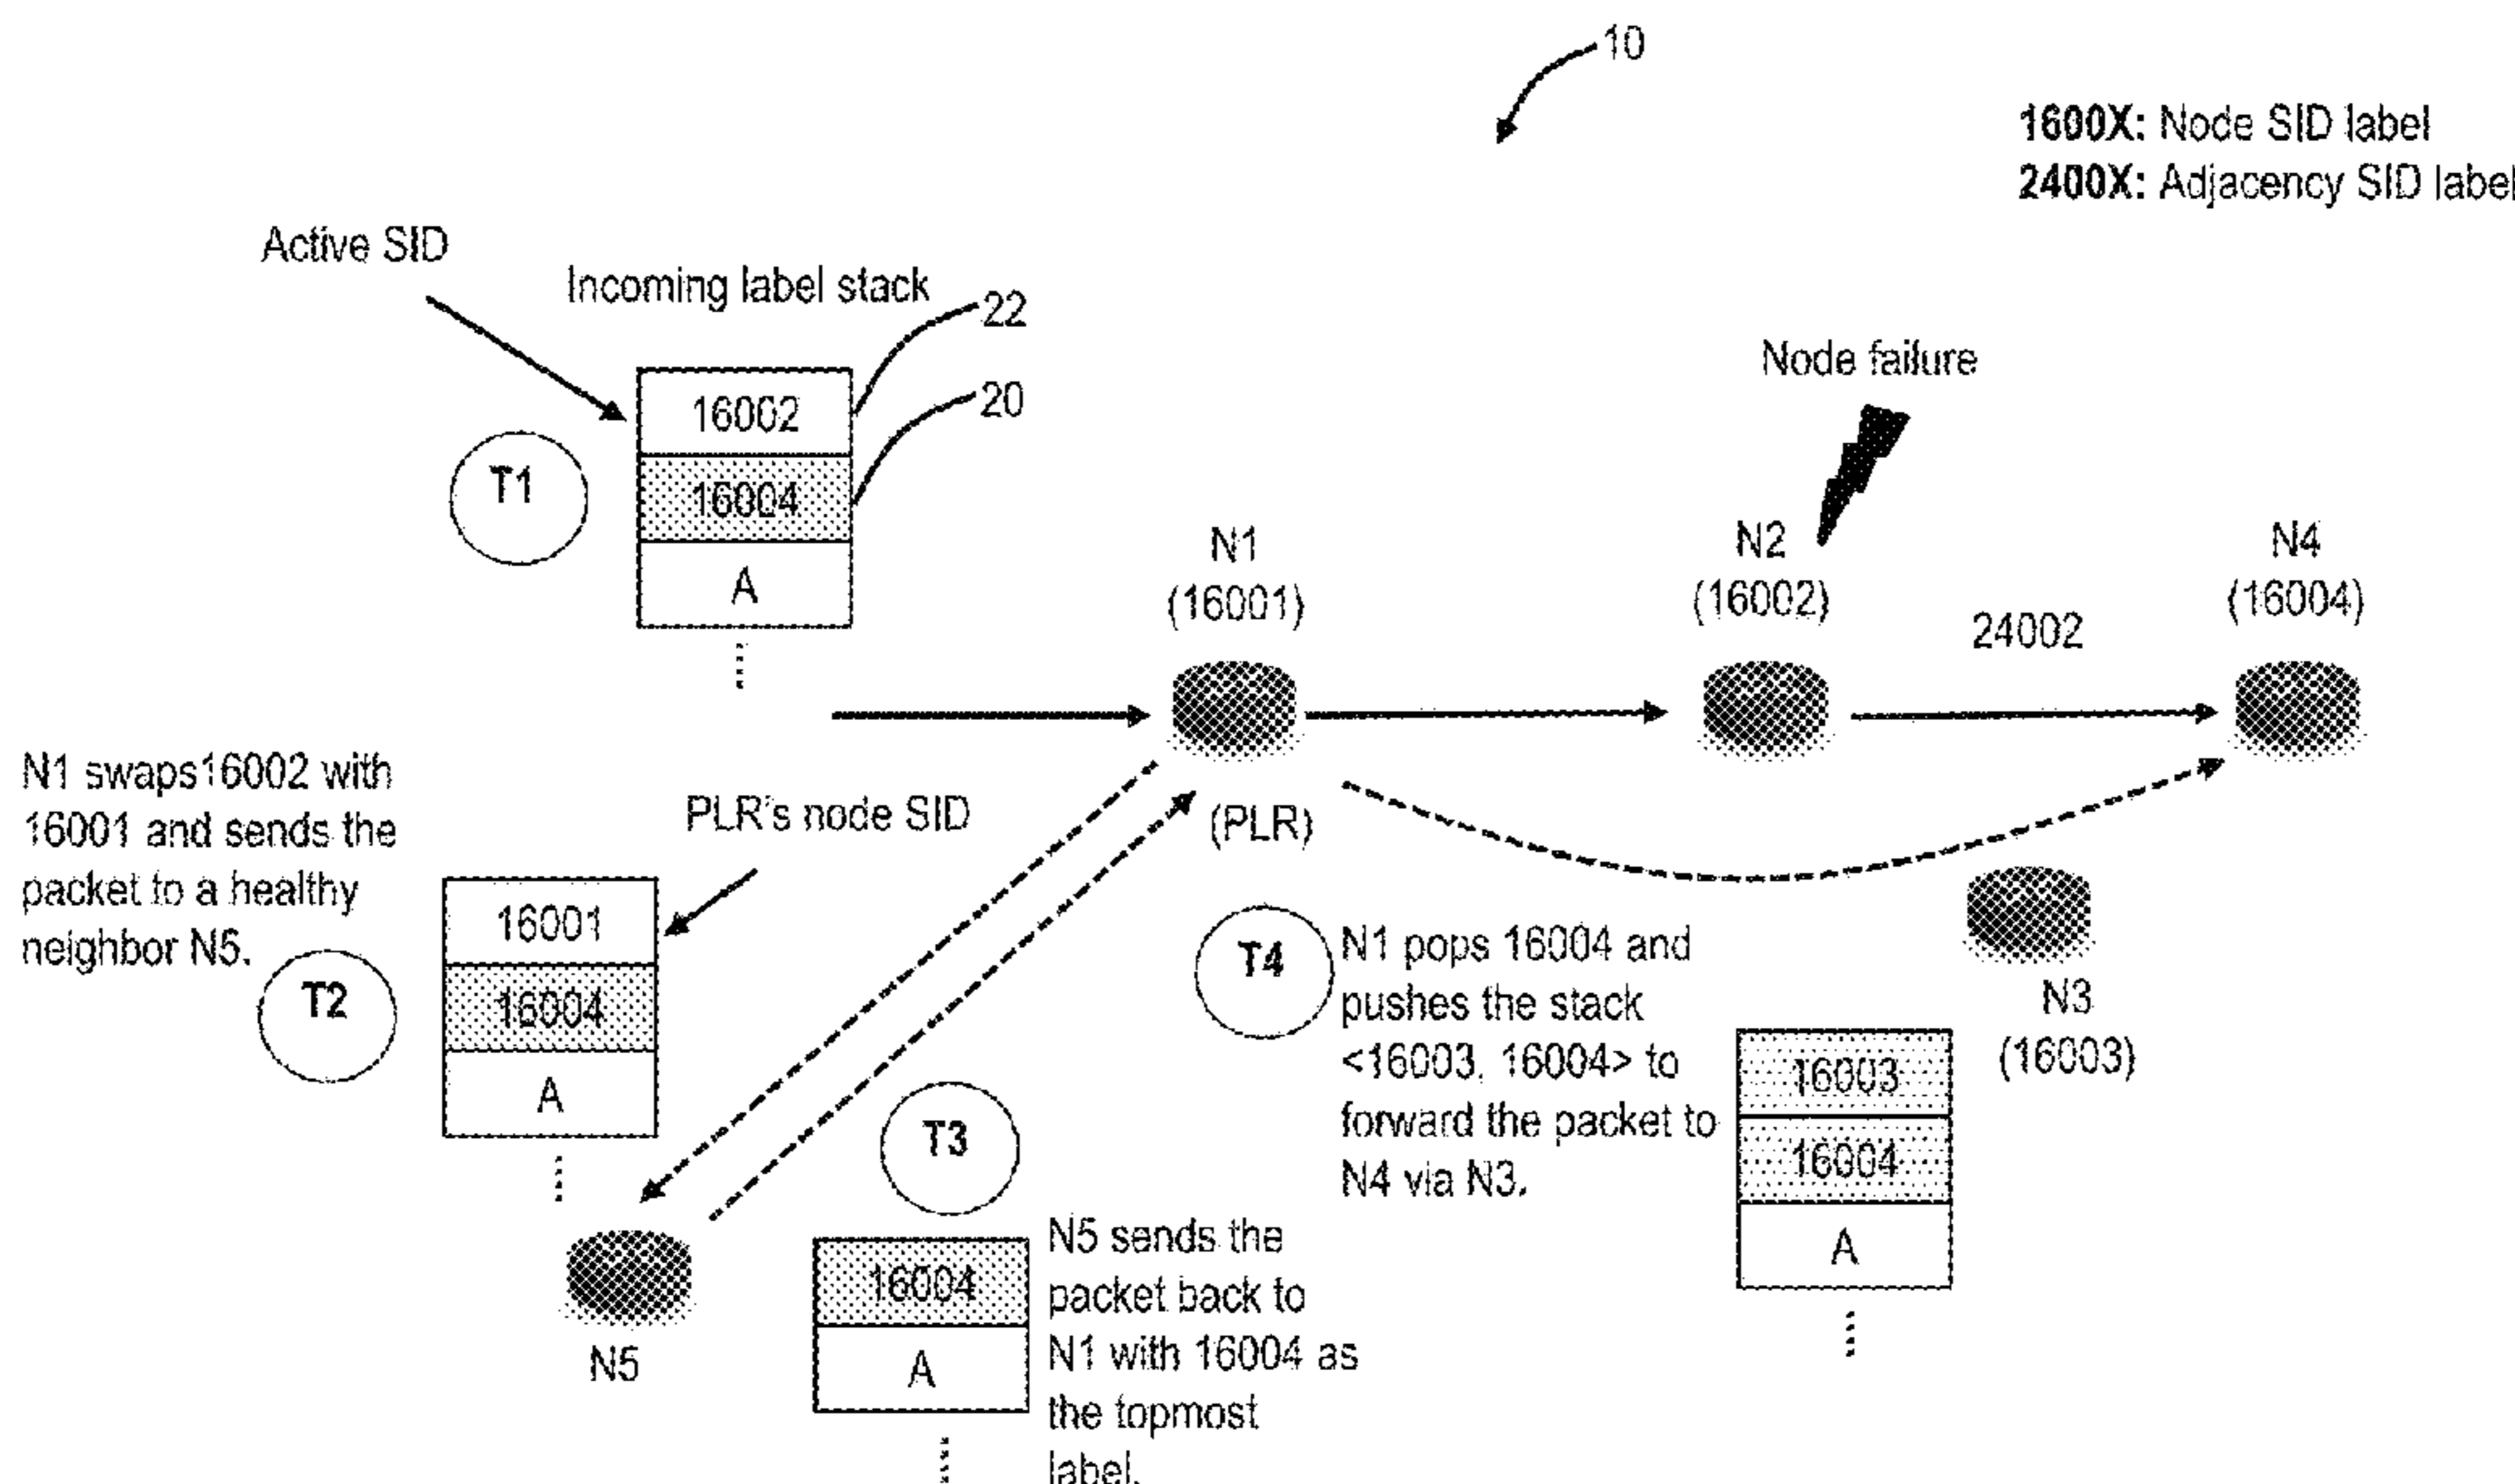 10
1600X: Node SID label
2400X: Adjacency SID label
Active SID
Incoming label stack
22
20
16002
16004
A
T1
Node failure
N1
(16001)
N2
(16002)
24002
N4
(16004)
N1 swaps16002 with
16001 and sends the
packet to a healthy
neighbor N5.
PLR's node SID
(PLR)
T2
16001
16004
A
T4
N1 pops 16004 and
pushes the stack
<16003, 16004> to
forward the packet to
N4 via N3.
N3
(16003)
16003
16004
A
T3
N5
16004
A
N5 sends the
packet back to
N1 with 16004 as
the topmost
label.